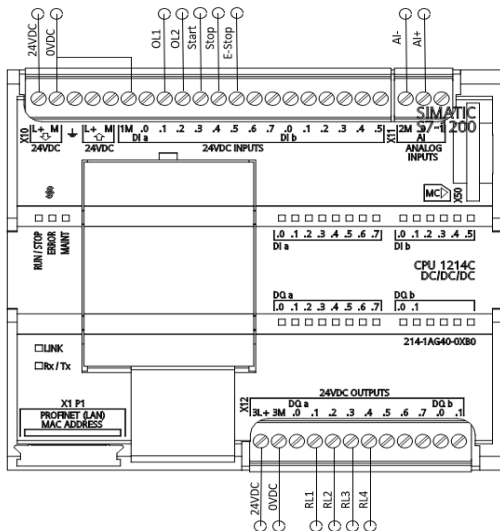 24VDC 0VDC OL1 OL2 Start Stop E-Stop AI- AI+
SIMATIC
S7-1200
X10 L+ M L+ M 1M .0 .1 .2 .3 .4 .5 .6 .7 .0 .1 .2 .3 .4 .5 X11 2M .0 .1
DI a DI b AI
24VDC 24VDC 24VDC INPUTS ANALOG
INPUTS
MC X50
RUN / STOP ERROR MAINT
.0 .1 .2 .3 .4 .5 .6 .7 .0 .1 .2 .3 .4 .5
DI a DI b
CPU 1214C
DC/DC/DC
DQ a DQ b
.0 .1 .2 .3 .4 .5 .6 .7 .0 .1
214-1AG40-0XB0
LINK
Rx / Tx
X1 P1
PROFINET (LAN)
MAC ADDRESS
X12 24VDC OUTPUTS
DQ a DQ b
3L+ 3M .0 .1 .2 .3 .4 .5 .6 .7 .0 .1
24VDC 0VDC RL1 RL2 RL3 RL4